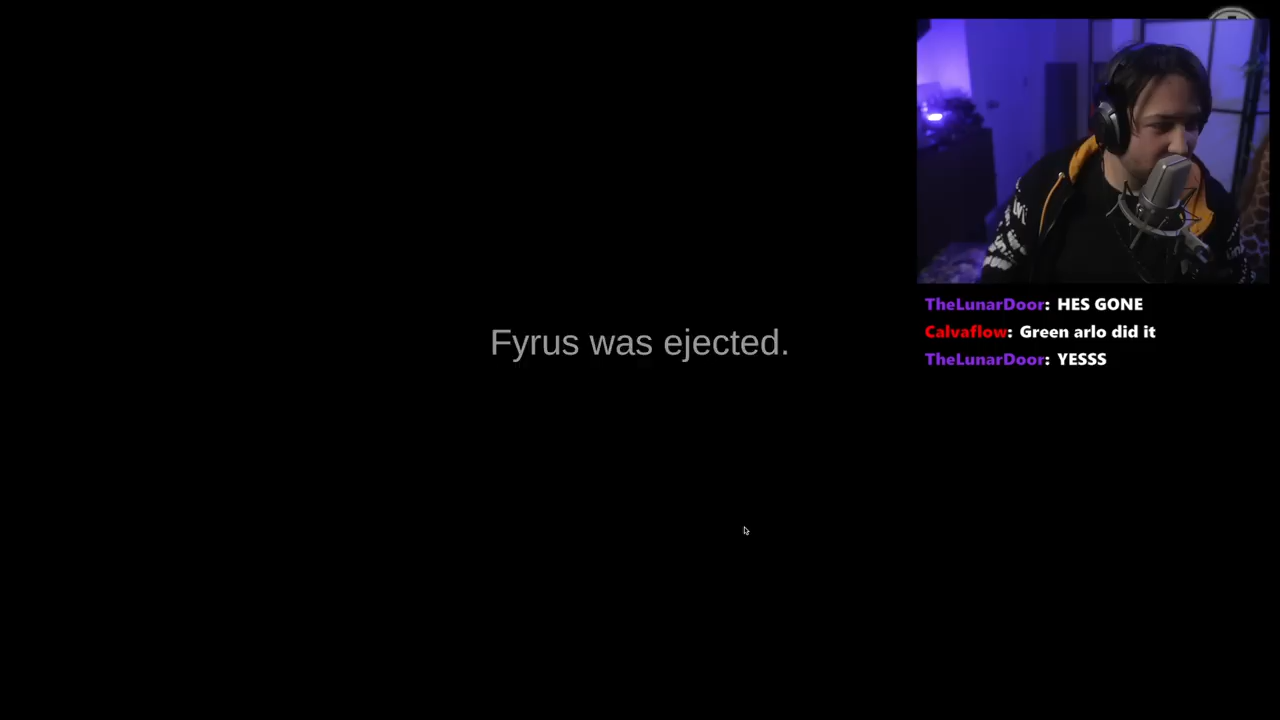 Fyrus was ejected.
TheLunarDoor: HES GONE
Calvaflow: Green arlo did it
TheLunarDoor: YESSS